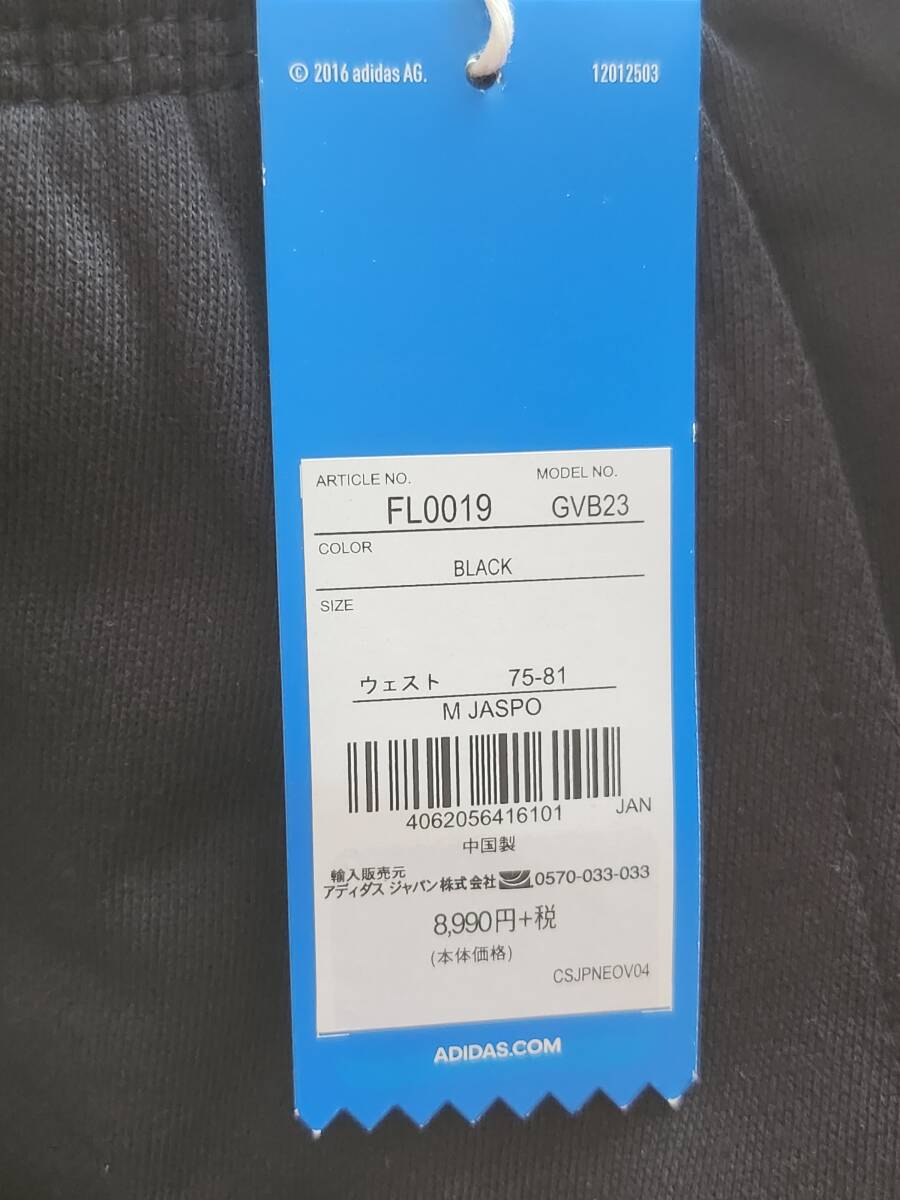 © 2016 adidas AG. 12012503
ARTICLE NO. MODEL NO.
FL0019 GVB23
COLOR
BLACK
SIZE
ウェスト 75-81
M JASPO
4062056416101 JAN
中国製
輸入販売元
アディダス ジャパン株式会社 0570-033-033
8,990円+税
(本体価格)
CSJPNEOV04
ADIDAS.COM